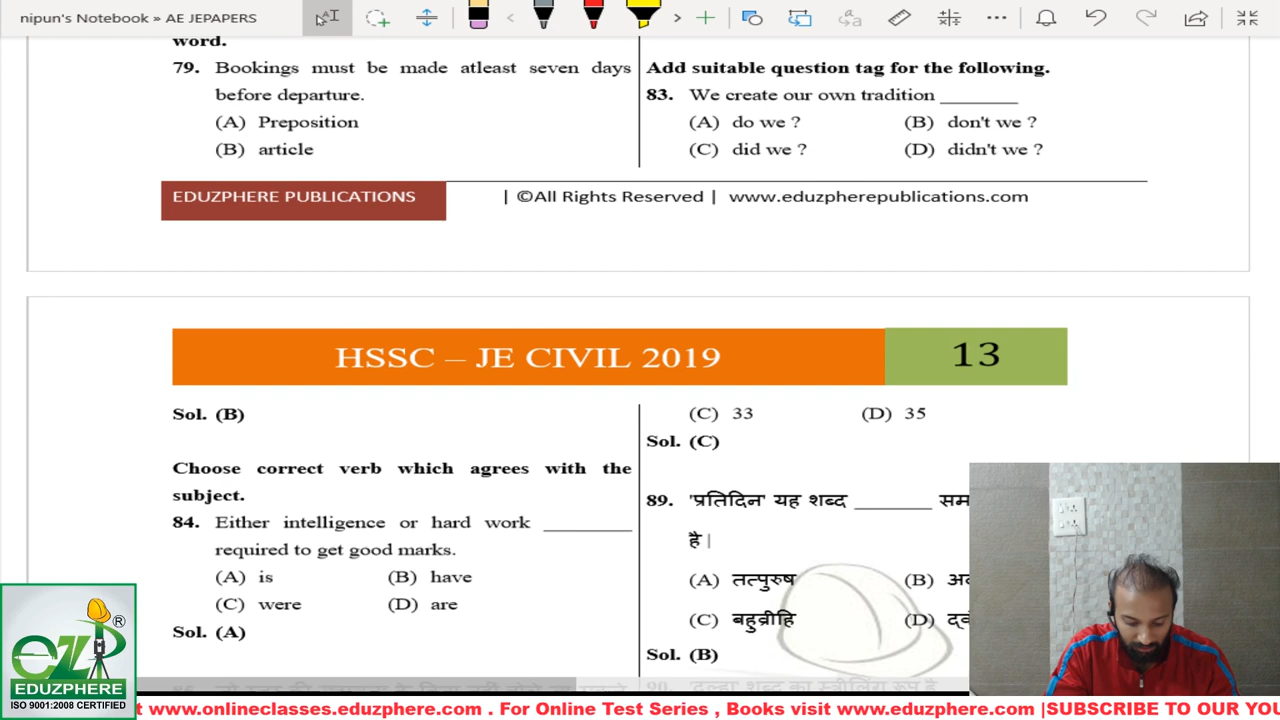 nipun's Notebook » AE JEPAPERS
word.
79. Bookings must be made atleast seven days
before departure.
(A) Preposition
(B) article
Add suitable question tag for the following.
83. We create our own tradition ________
(A) do we ? (B) don't we ?
(C) did we ? (D) didn't we ?
EDUZPHERE PUBLICATIONS | ©All Rights Reserved | www.eduzpherepublications.com
HSSC – JE CIVIL 2019 13
Sol. (B)
Choose correct verb which agrees with the
subject.
84. Either intelligence or hard work ________
required to get good marks.
(A) is (B) have
(C) were (D) are
Sol. (A)
(C) 33 (D) 35
Sol. (C)
89. 'प्रतिदिन' यह शब्द ________
है |
(A) तत्पुरुष (B)
(C) बहुव्रीहि (D)
Sol. (B)
EZP ®
EDUZPHERE
ISO 9001:2008 CERTIFIED
t www.onlineclasses.eduzphere.com . For Online Test Series , Books visit www.eduzphere.com |SUBSCRIBE TO OUR YOU